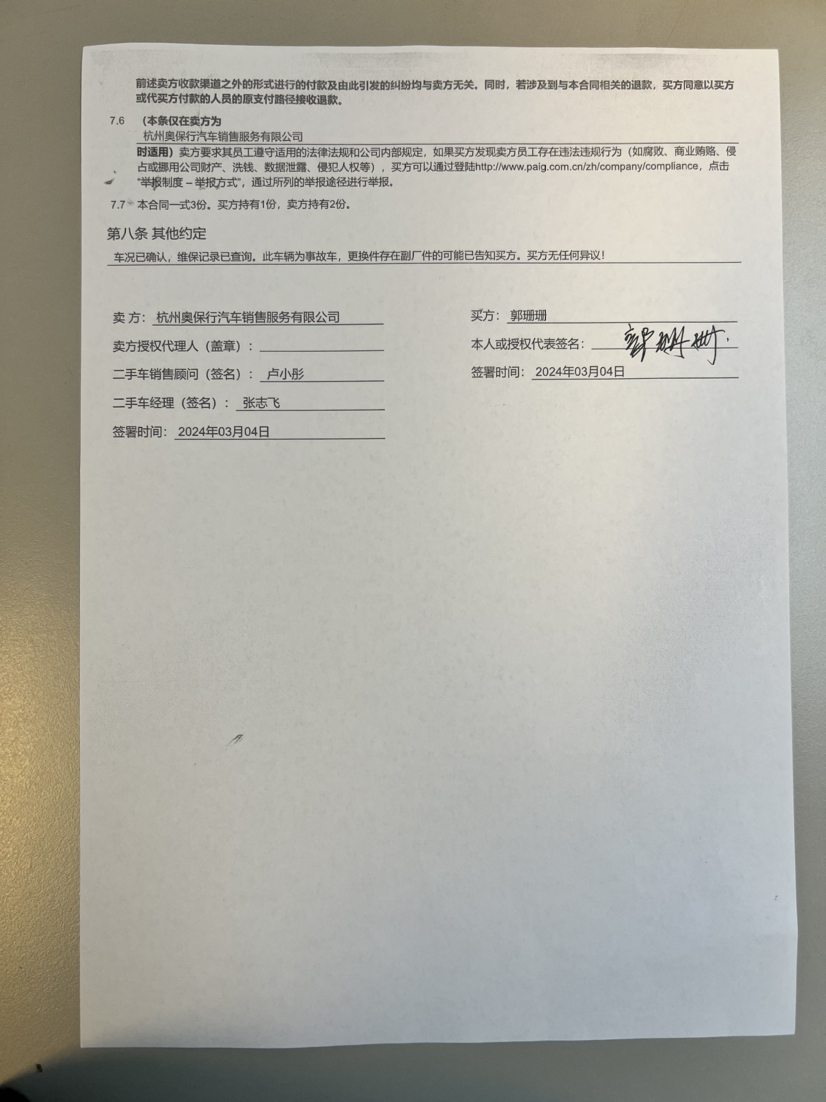 前述卖方收款渠道之外的形式进行的付款及由此引发的纠纷均与卖方无关。同时，若涉及到与本合同相关的退款，买方同意以买方
或代买方付款的人员的原支付路径接收退款。
7.6 （本条仅在卖方为
杭州奥保行汽车销售服务有限公司
时适用）卖方要求其员工遵守适用的法律法规和公司内部规定，如果买方发现卖方员工存在违法违规行为（如腐败、商业贿赂、侵
占或挪用公司财产、洗钱、数据泄露、侵犯人权等），买方可以通过登陆http://www.paig.com.cn/zh/company/compliance，点击
“举报制度 – 举报方式”，通过所列的举报途径进行举报。
7.7 本合同一式3份。买方持有1份，卖方持有2份。
第八条 其他约定
车况已确认，维保记录已查询。此车辆为事故车，更换件存在副厂件的可能已告知买方。买方无任何异议！
卖 方： 杭州奥保行汽车销售服务有限公司
卖方授权代理人（盖章）：
二手车销售顾问（签名）： 卢小彤
二手车经理（签名）： 张志飞
签署时间： 2024年03月04日
买方： 郭珊珊
本人或授权代表签名： 郭珊珊
签署时间： 2024年03月04日